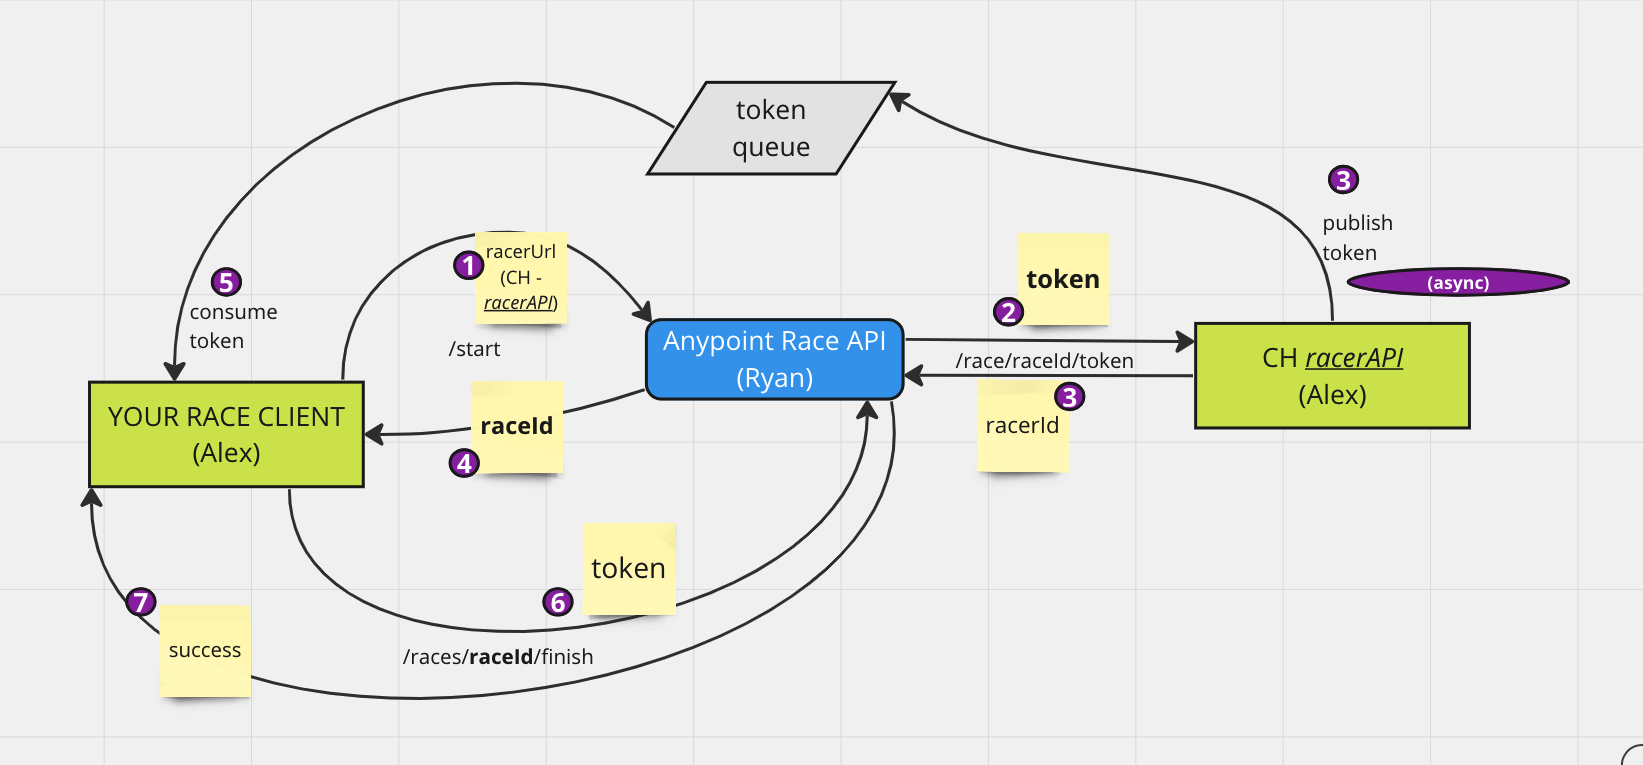 token
queue
3
publish
token
(async)
5
consume
token
1
racerUrl
(CH -
racerAPI)
/start
token
2
Anypoint Race API
(Ryan)
/race/raceId/token
3
racerId
CH racerAPI
(Alex)
YOUR RACE CLIENT
(Alex)
raceId
4
token
6
/races/raceId/finish
7
success